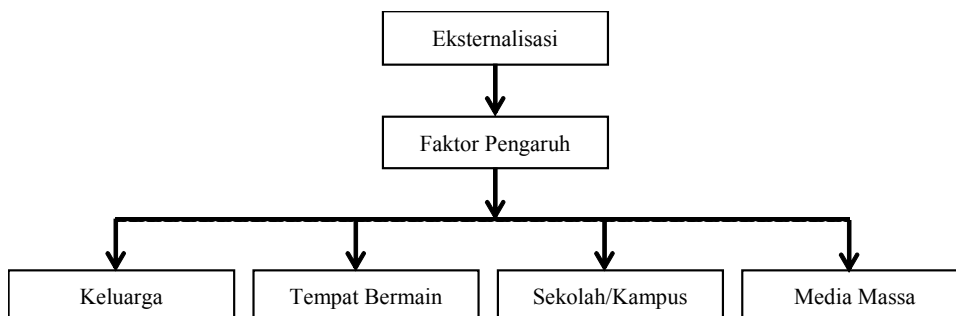 Eksternalisasi
Faktor Pengaruh
Keluarga
Tempat Bermain
Sekolah/Kampus
Media Massa